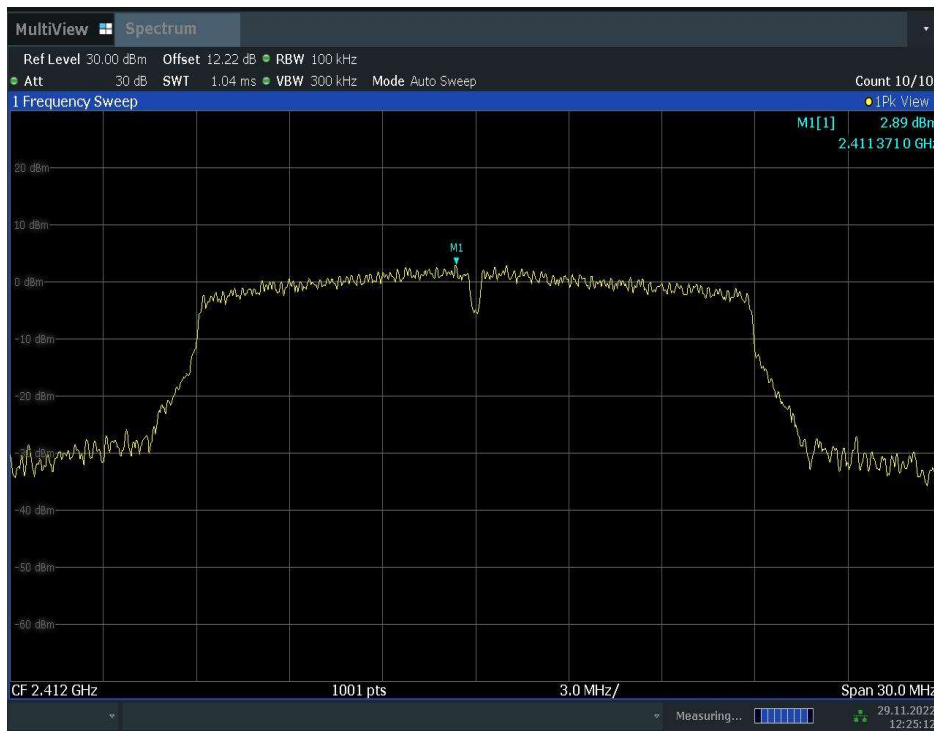 MultiView Spectrum
Ref Level 30.00 dBm Offset 12.22 dB RBW 100 kHz
Att 30 dB SWT 1.04 ms VBW 300 kHz Mode Auto Sweep Count 10/10
1 Frequency Sweep 1Pk View
M1[1] 2.89 dBm
2.4113710 GHz
20 dBm
10 dBm
M1
0 dBm
-10 dBm
-20 dBm
-30 dBm
-40 dBm
-50 dBm
-60 dBm
CF 2.412 GHz 1001 pts 3.0 MHz/ Span 30.0 MHz
Measuring... 29.11.2022
12:25:12